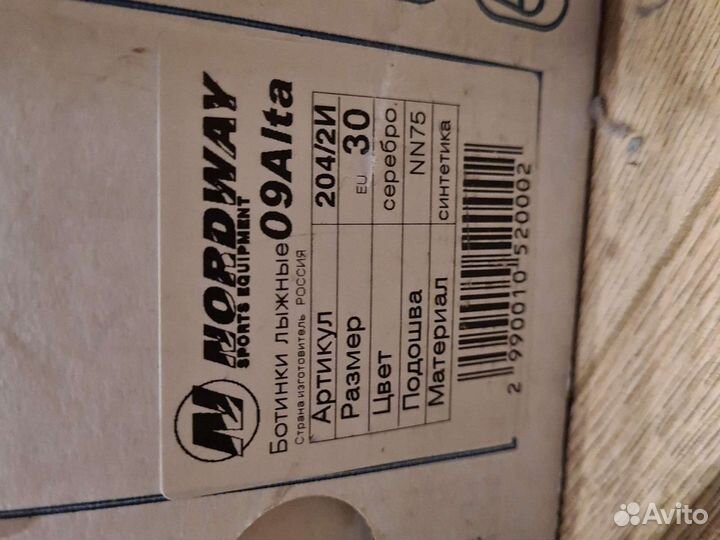 NORDWAY
SPORTS EQUIPMENT
Ботинки лыжные 09Alta
Страна изготовитель РОССИЯ
Артикул 204/2И
Размер EU 30
Цвет серебро.
Подошва NN75
Материал синтетика
2 990010 520002
Avito